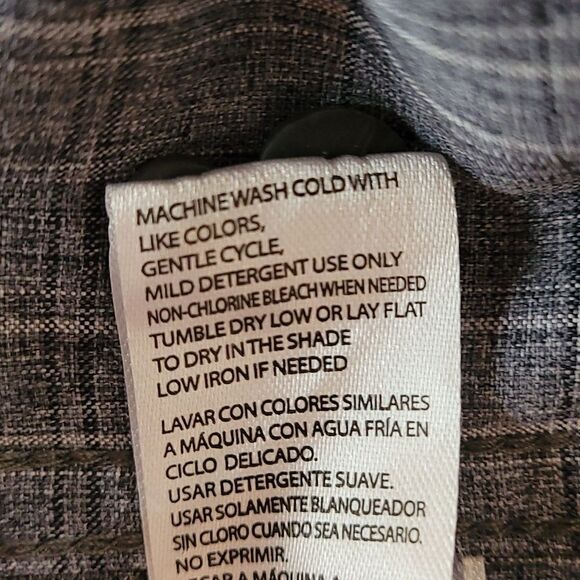 MACHINE WASH COLD WITH
LIKE COLORS,
GENTLE CYCLE,
MILD DETERGENT USE ONLY
NON-CHLORINE BLEACH WHEN NEEDED
TUMBLE DRY LOW OR LAY FLAT
TO DRY IN THE SHADE
LOW IRON IF NEEDED
LAVAR CON COLORES SIMILARES
A MÁQUINA CON AGUA FRÍA EN
CICLO DELICADO.
USAR DETERGENTE SUAVE.
USAR SOLAMENTE BLANQUEADOR
SIN CLORO CUANDO SEA NECESARIO.
NO EXPRIMIR.
A MÁQUINA